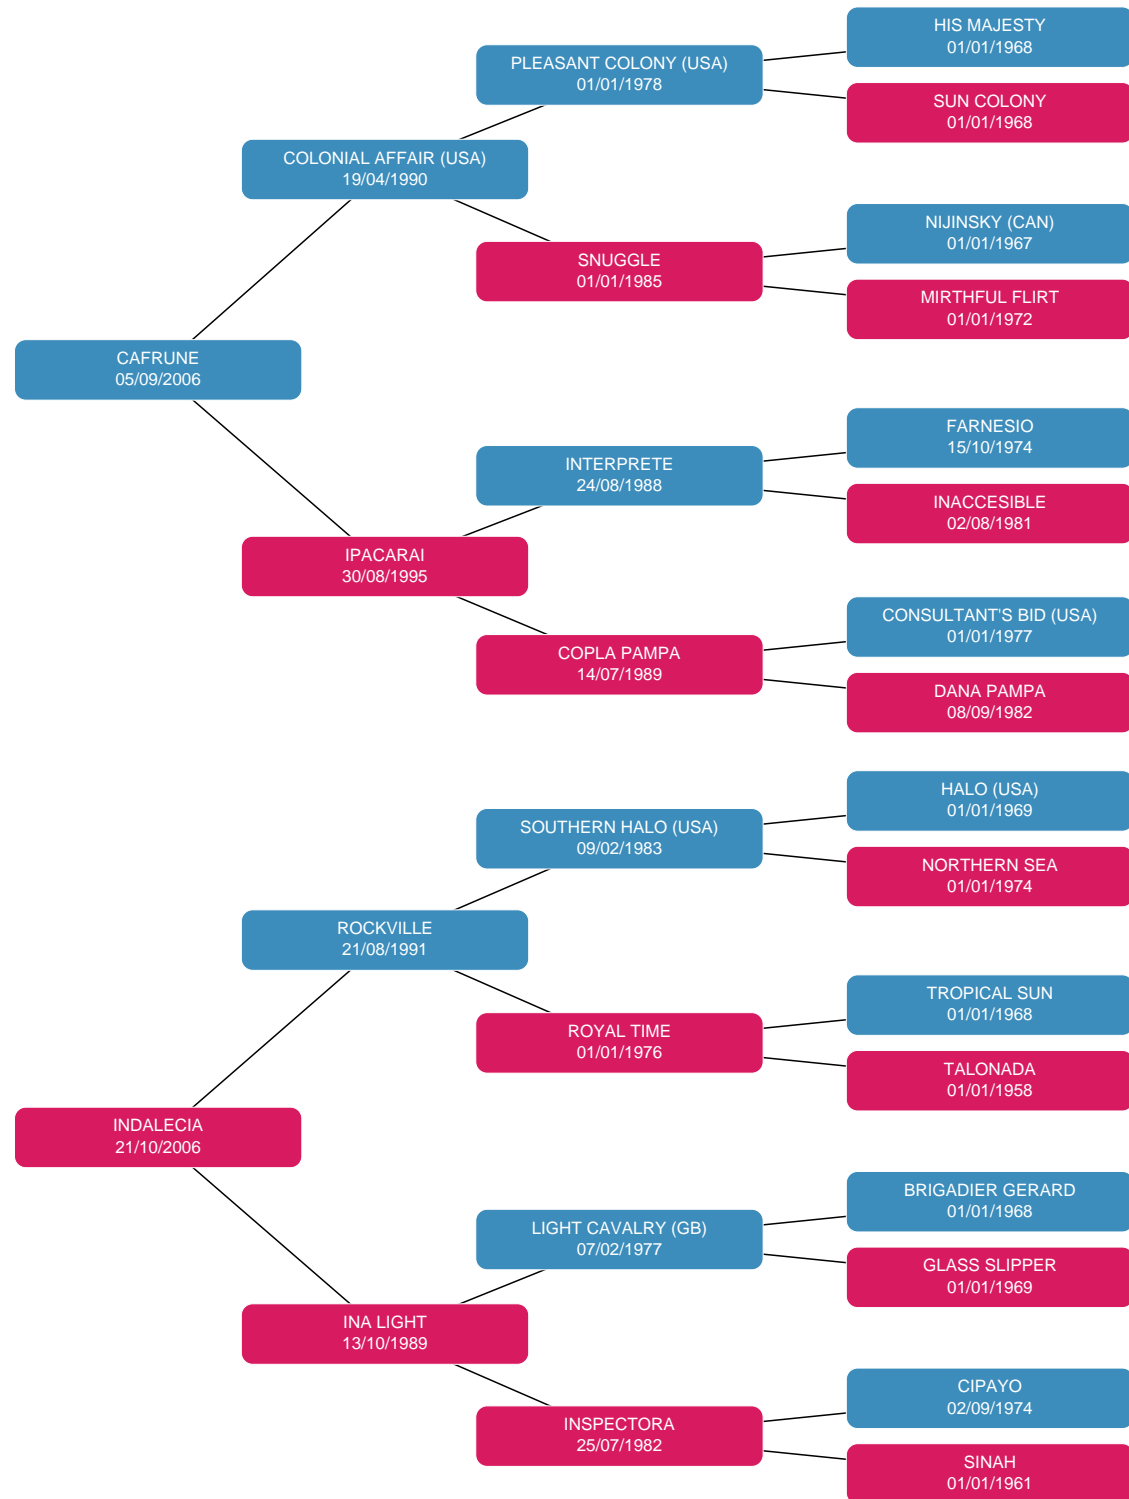 HIS MAJESTY
01/01/1968
PLEASANT COLONY (USA)
01/01/1978
SUN COLONY
01/01/1968
COLONIAL AFFAIR (USA)
19/04/1990
NIJINSKY (CAN)
01/01/1967
SNUGGLE
01/01/1985
MIRTHFUL FLIRT
01/01/1972
CAFRUNE
05/09/2006
FARNESIO
15/10/1974
INTERPRETE
24/08/1988
INACCESIBLE
02/08/1981
IPACARAI
30/08/1995
CONSULTANT'S BID (USA)
01/01/1977
COPLA PAMPA
14/07/1989
DANA PAMPA
08/09/1982
HALO (USA)
01/01/1969
SOUTHERN HALO (USA)
09/02/1983
NORTHERN SEA
01/01/1974
ROCKVILLE
21/08/1991
TROPICAL SUN
01/01/1968
ROYAL TIME
01/01/1976
TALONADA
01/01/1958
INDALECIA
21/10/2006
BRIGADIER GERARD
01/01/1968
LIGHT CAVALRY (GB)
07/02/1977
GLASS SLIPPER
01/01/1969
INA LIGHT
13/10/1989
CIPAYO
02/09/1974
INSPECTORA
25/07/1982
SINAH
01/01/1961